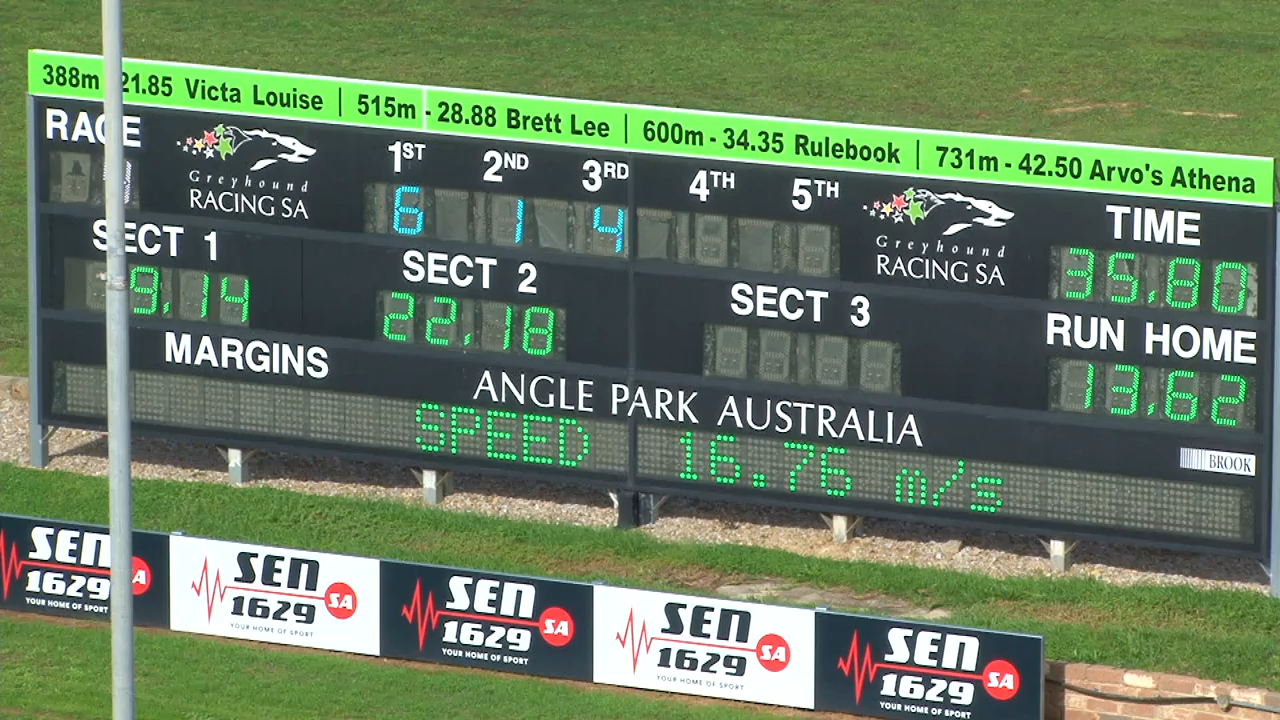 388m 21.85 Victa Louise | 515m - 28.88 Brett Lee | 600m - 34.35 Rulebook | 731m - 42.50 Arvo's Athena
RACE
Greyhound
RACING SA
1ST 2ND 3RD 4TH 5TH
6 1 4
Greyhound
RACING SA
TIME
35.80
SECT 1
9.14
SECT 2
22.18
SECT 3
RUN HOME
13.62
MARGINS
ANGLE PARK AUSTRALIA
SPEED 16.76 m/s
BROOK
SEN
1629
YOUR HOME OF SPORT
SEN
1629 SA
YOUR HOME OF SPORT
SEN
1629 SA
YOUR HOME OF SPORT
SEN
1629 SA
YOUR HOME OF SPORT
SEN
1629 SA
YOUR HOME OF SPORT